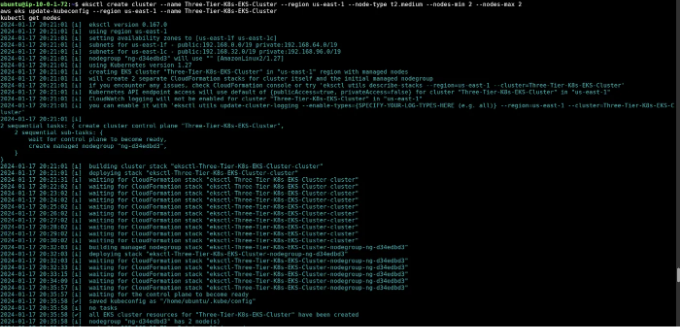 ubuntu@ip-10-0-1-72:~$ eksctl create cluster --name Three-Tier-K8s-EKS-Cluster --region us-east-1 --node-type t2.medium --nodes-min 2 --nodes-max 2
aws eks update-kubeconfig --region us-east-1 --name Three-Tier-K8s-EKS-Cluster
kubectl get nodes
2024-01-17 20:21:01 [ℹ]  eksctl version 0.167.0
2024-01-17 20:21:01 [ℹ]  using region us-east-1
2024-01-17 20:21:01 [ℹ]  setting availability zones to [us-east-1f us-east-1c]
2024-01-17 20:21:01 [ℹ]  subnets for us-east-1f - public:192.168.0.0/19 private:192.168.64.0/19
2024-01-17 20:21:01 [ℹ]  subnets for us-east-1c - public:192.168.32.0/19 private:192.168.96.0/19
2024-01-17 20:21:01 [ℹ]  nodegroup "ng-d34edbd3" will use "" [AmazonLinux2/1.27]
2024-01-17 20:21:01 [ℹ]  using Kubernetes version 1.27
2024-01-17 20:21:01 [ℹ]  creating EKS cluster "Three-Tier-K8s-EKS-Cluster" in "us-east-1" region with managed nodes
2024-01-17 20:21:01 [ℹ]  will create 2 separate CloudFormation stacks for cluster itself and the initial managed nodegroup
2024-01-17 20:21:01 [ℹ]  if you encounter any issues, check CloudFormation console or try 'eksctl utils describe-stacks --region=us-east-1 --cluster=Three-Tier-K8s-EKS-Cluster'
2024-01-17 20:21:01 [ℹ]  Kubernetes API endpoint access will use default of {publicAccess=true, privateAccess=false} for cluster "Three-Tier-K8s-EKS-Cluster" in "us-east-1"
2024-01-17 20:21:01 [ℹ]  CloudWatch logging will not be enabled for cluster "Three-Tier-K8s-EKS-Cluster" in "us-east-1"
2024-01-17 20:21:01 [ℹ]  you can enable it with 'eksctl utils update-cluster-logging --enable-types={SPECIFY-YOUR-LOG-TYPES-HERE (e.g. all)} --region=us-east-1 --cluster=Three-Tier-K8s-EKS-C
luster'
2024-01-17 20:21:01 [ℹ]
2 sequential tasks: { create cluster control plane "Three-Tier-K8s-EKS-Cluster",
    2 sequential sub-tasks: {
        wait for control plane to become ready,
        create managed nodegroup "ng-d34edbd3",
    }
}
2024-01-17 20:21:01 [ℹ]  building cluster stack "eksctl-Three-Tier-K8s-EKS-Cluster-cluster"
2024-01-17 20:21:01 [ℹ]  deploying stack "eksctl-Three-Tier-K8s-EKS-Cluster-cluster"
2024-01-17 20:21:31 [ℹ]  waiting for CloudFormation stack "eksctl-Three-Tier-K8s-EKS-Cluster-cluster"
2024-01-17 20:22:02 [ℹ]  waiting for CloudFormation stack "eksctl-Three-Tier-K8s-EKS-Cluster-cluster"
2024-01-17 20:23:02 [ℹ]  waiting for CloudFormation stack "eksctl-Three-Tier-K8s-EKS-Cluster-cluster"
2024-01-17 20:24:02 [ℹ]  waiting for CloudFormation stack "eksctl-Three-Tier-K8s-EKS-Cluster-cluster"
2024-01-17 20:25:02 [ℹ]  waiting for CloudFormation stack "eksctl-Three-Tier-K8s-EKS-Cluster-cluster"
2024-01-17 20:26:02 [ℹ]  waiting for CloudFormation stack "eksctl-Three-Tier-K8s-EKS-Cluster-cluster"
2024-01-17 20:27:02 [ℹ]  waiting for CloudFormation stack "eksctl-Three-Tier-K8s-EKS-Cluster-cluster"
2024-01-17 20:28:02 [ℹ]  waiting for CloudFormation stack "eksctl-Three-Tier-K8s-EKS-Cluster-cluster"
2024-01-17 20:29:02 [ℹ]  waiting for CloudFormation stack "eksctl-Three-Tier-K8s-EKS-Cluster-cluster"
2024-01-17 20:30:02 [ℹ]  waiting for CloudFormation stack "eksctl-Three-Tier-K8s-EKS-Cluster-cluster"
2024-01-17 20:32:03 [ℹ]  building managed nodegroup stack "eksctl-Three-Tier-K8s-EKS-Cluster-nodegroup-ng-d34edbd3"
2024-01-17 20:32:03 [ℹ]  deploying stack "eksctl-Three-Tier-K8s-EKS-Cluster-nodegroup-ng-d34edbd3"
2024-01-17 20:32:03 [ℹ]  waiting for CloudFormation stack "eksctl-Three-Tier-K8s-EKS-Cluster-nodegroup-ng-d34edbd3"
2024-01-17 20:32:33 [ℹ]  waiting for CloudFormation stack "eksctl-Three-Tier-K8s-EKS-Cluster-nodegroup-ng-d34edbd3"
2024-01-17 20:33:15 [ℹ]  waiting for CloudFormation stack "eksctl-Three-Tier-K8s-EKS-Cluster-nodegroup-ng-d34edbd3"
2024-01-17 20:34:09 [ℹ]  waiting for CloudFormation stack "eksctl-Three-Tier-K8s-EKS-Cluster-nodegroup-ng-d34edbd3"
2024-01-17 20:35:57 [ℹ]  waiting for CloudFormation stack "eksctl-Three-Tier-K8s-EKS-Cluster-nodegroup-ng-d34edbd3"
2024-01-17 20:35:57 [ℹ]  waiting for the control plane to become ready
2024-01-17 20:35:58 [✔]  saved kubeconfig as "/home/ubuntu/.kube/config"
2024-01-17 20:35:58 [ℹ]  no tasks
2024-01-17 20:35:58 [✔]  all EKS cluster resources for "Three-Tier-K8s-EKS-Cluster" have been created
2024-01-17 20:35:58 [ℹ]  nodegroup "ng-d34edbd3" has 2 node(s)